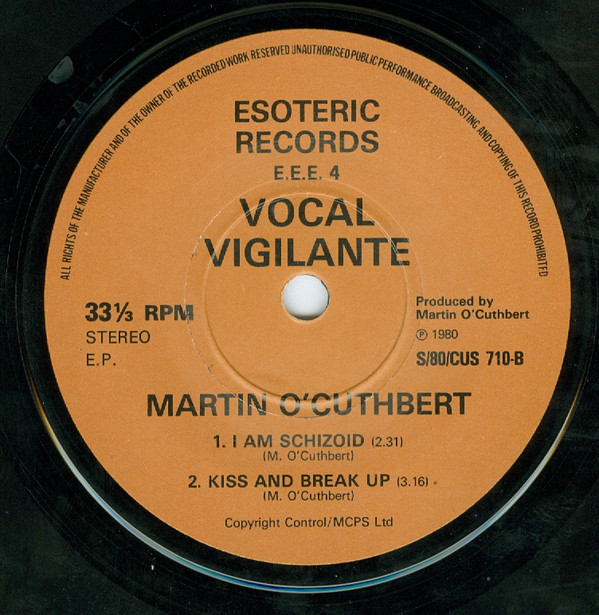 ALL RIGHTS OF THE MANUFACTURER AND OF THE OWNER OF THE RECORDED WORK RESERVED UNAUTHORISED PUBLIC PERFORMANCE BROADCASTING AND COPYING OF THIS RECORD PROHIBITED
ESOTERIC
RECORDS
E.E.E. 4
VOCAL
VIGILANTE
33⅓ RPM
STEREO
E.P.
Produced by
Martin O'Cuthbert
℗ 1980
S/80/CUS 710-B
MARTIN O'CUTHBERT
1. I AM SCHIZOID (2.31)
(M. O'Cuthbert)
2. KISS AND BREAK UP (3.16)
(M. O'Cuthbert)
Copyright Control/MCPS Ltd